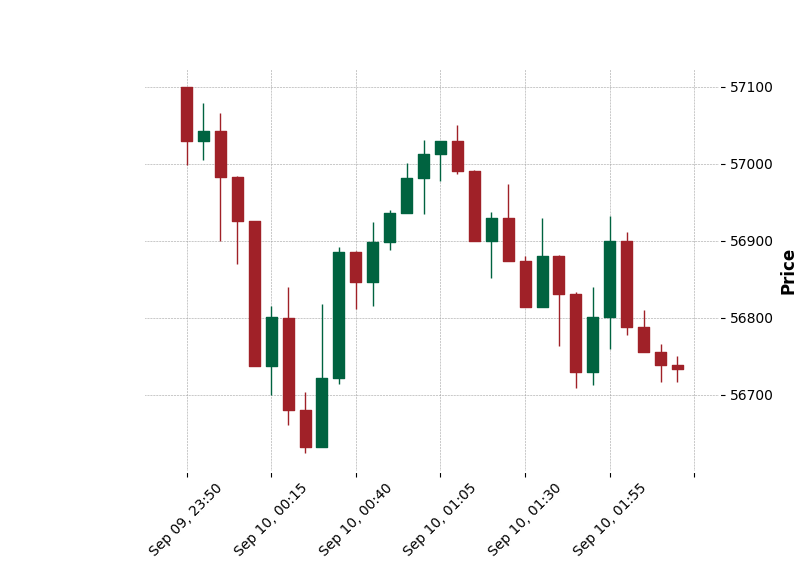 57100
57000
56900
56800
56700
Price
Sep 09, 23:50
Sep 10, 00:15
Sep 10, 00:40
Sep 10, 01:05
Sep 10, 01:30
Sep 10, 01:55